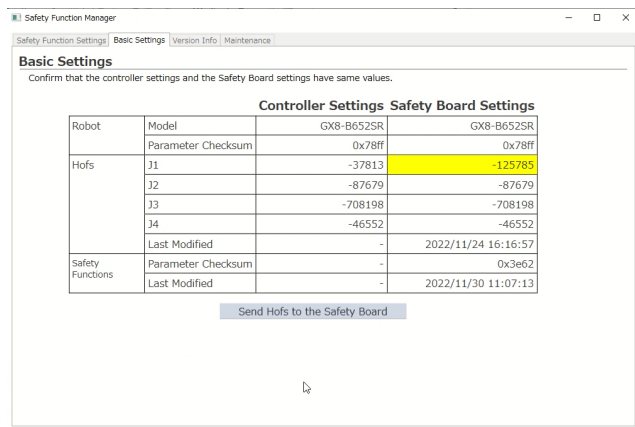 Safety Function Manager
Safety Function Settings Basic Settings Version Info Maintenance
Basic Settings
Confirm that the controller settings and the Safety Board settings have same values.
Controller Settings Safety Board Settings
Robot Model GX8-B652SR GX8-B652SR
Parameter Checksum 0x78ff 0x78ff
Hofs J1 -37813 -125785
J2 -87679 -87679
J3 -708198 -708198
J4 -46552 -46552
Last Modified - 2022/11/24 16:16:57
Safety Functions Parameter Checksum - 0x3e62
Last Modified - 2022/11/30 11:07:13
Send Hofs to the Safety Board